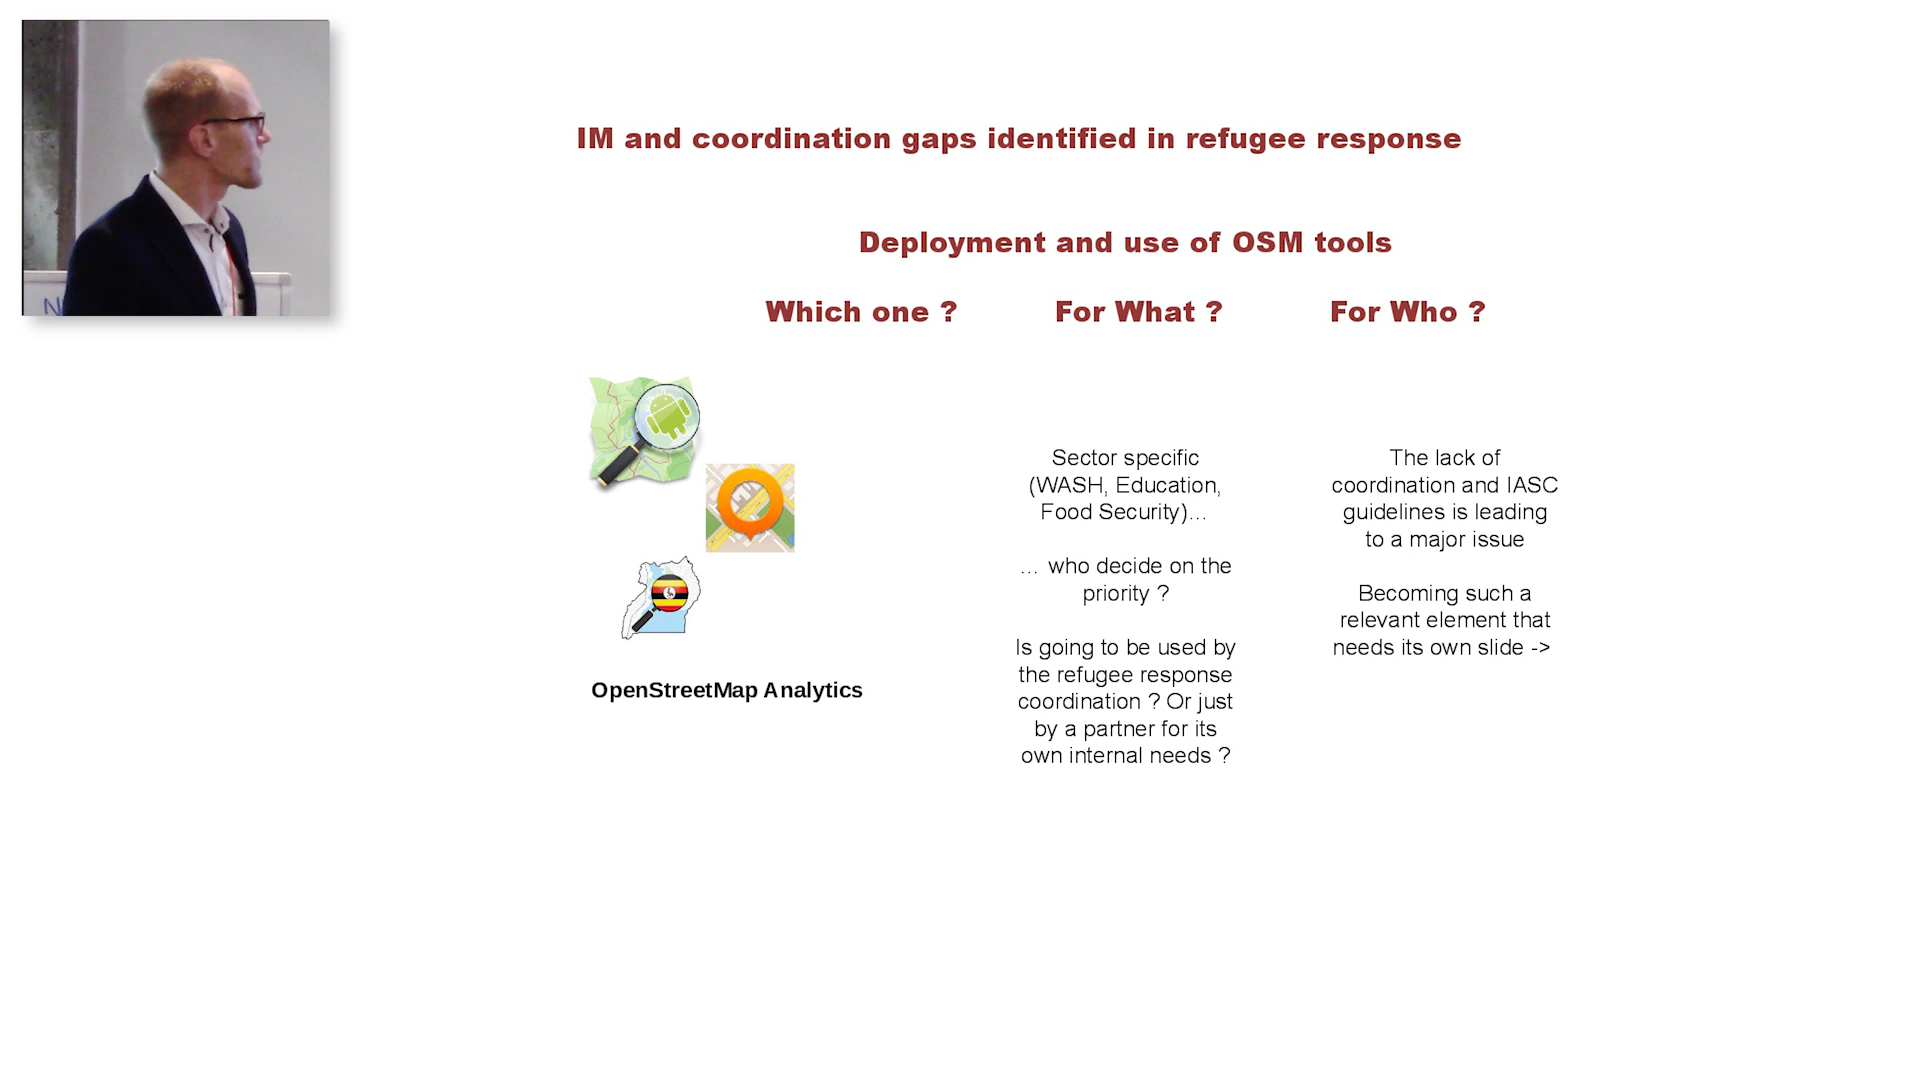 IM and coordination gaps identified in refugee response
Deployment and use of OSM tools
Which one ?
For What ?
For Who ?
OpenStreetMap Analytics
Sector specific
(WASH, Education,
Food Security)...
... who decide on the
priority ?
Is going to be used by
the refugee response
coordination ? Or just
by a partner for its
own internal needs ?
The lack of
coordination and IASC
guidelines is leading
to a major issue
Becoming such a
relevant element that
needs its own slide ->